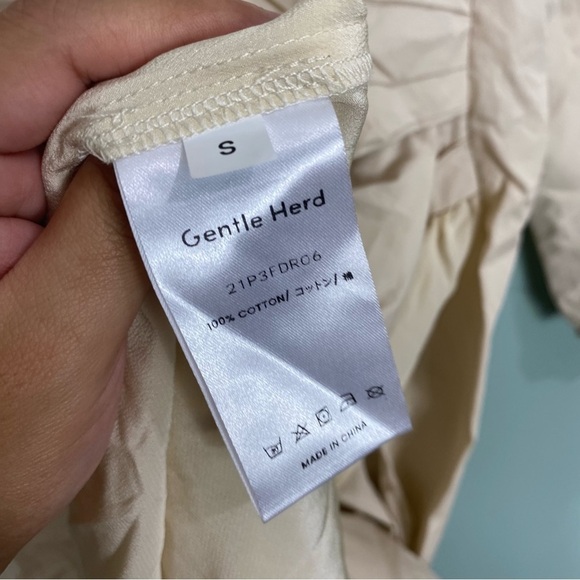 S
Gentle Herd
21P3FDR06
100% COTTON/コットン/棉
MADE IN CHINA